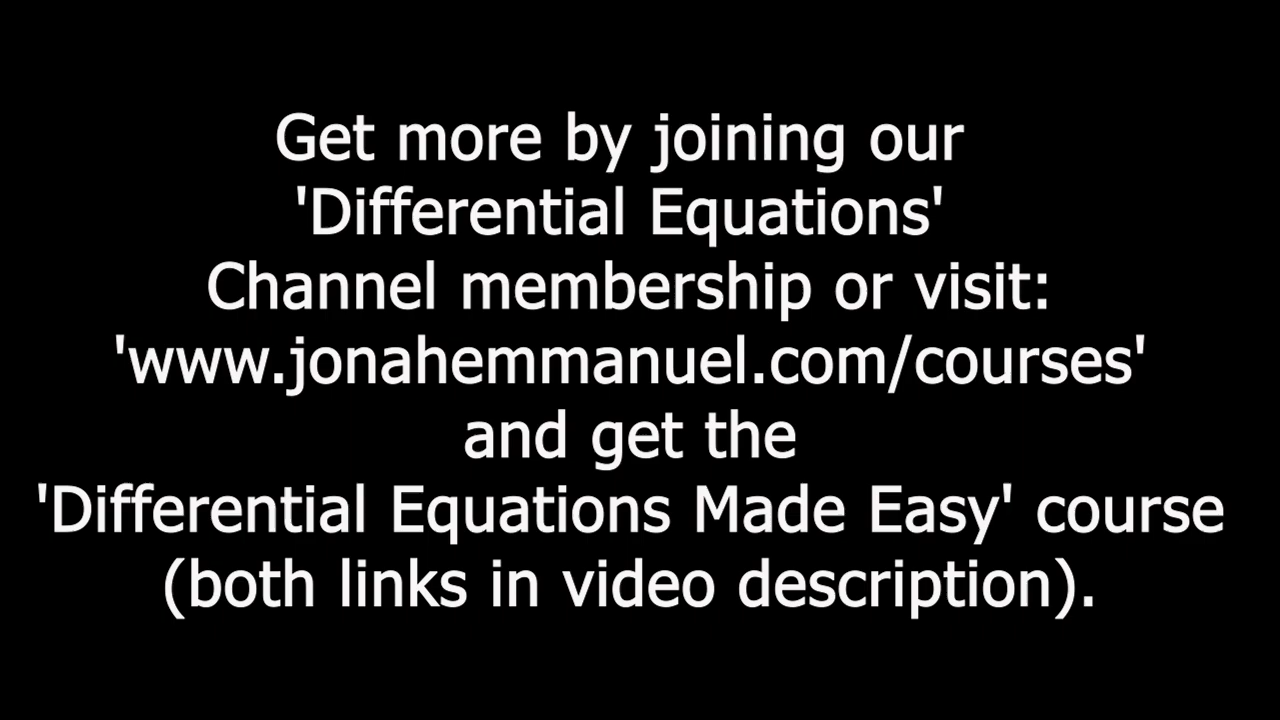 Get more by joining our
'Differential Equations'
Channel membership or visit:
'www.jonahemmanuel.com/courses'
and get the
'Differential Equations Made Easy' course
(both links in video description).